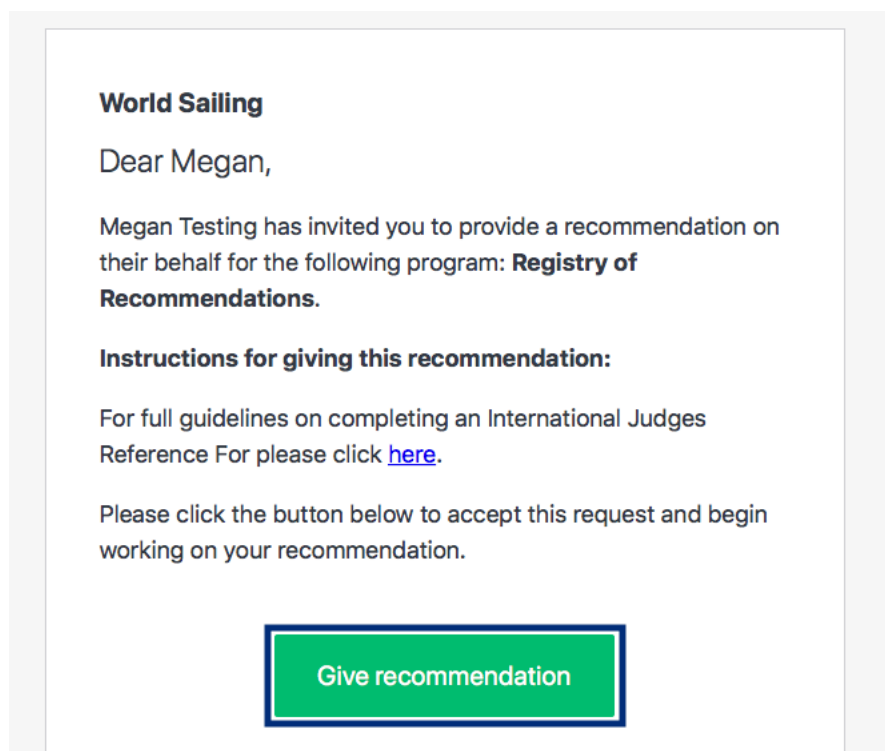 World Sailing
Dear Megan,
Megan Testing has invited you to provide a recommendation on
their behalf for the following program: Registry of
Recommendations.
Instructions for giving this recommendation:
For full guidelines on completing an International Judges
Reference For please click here.
Please click the button below to accept this request and begin
working on your recommendation.
Give recommendation